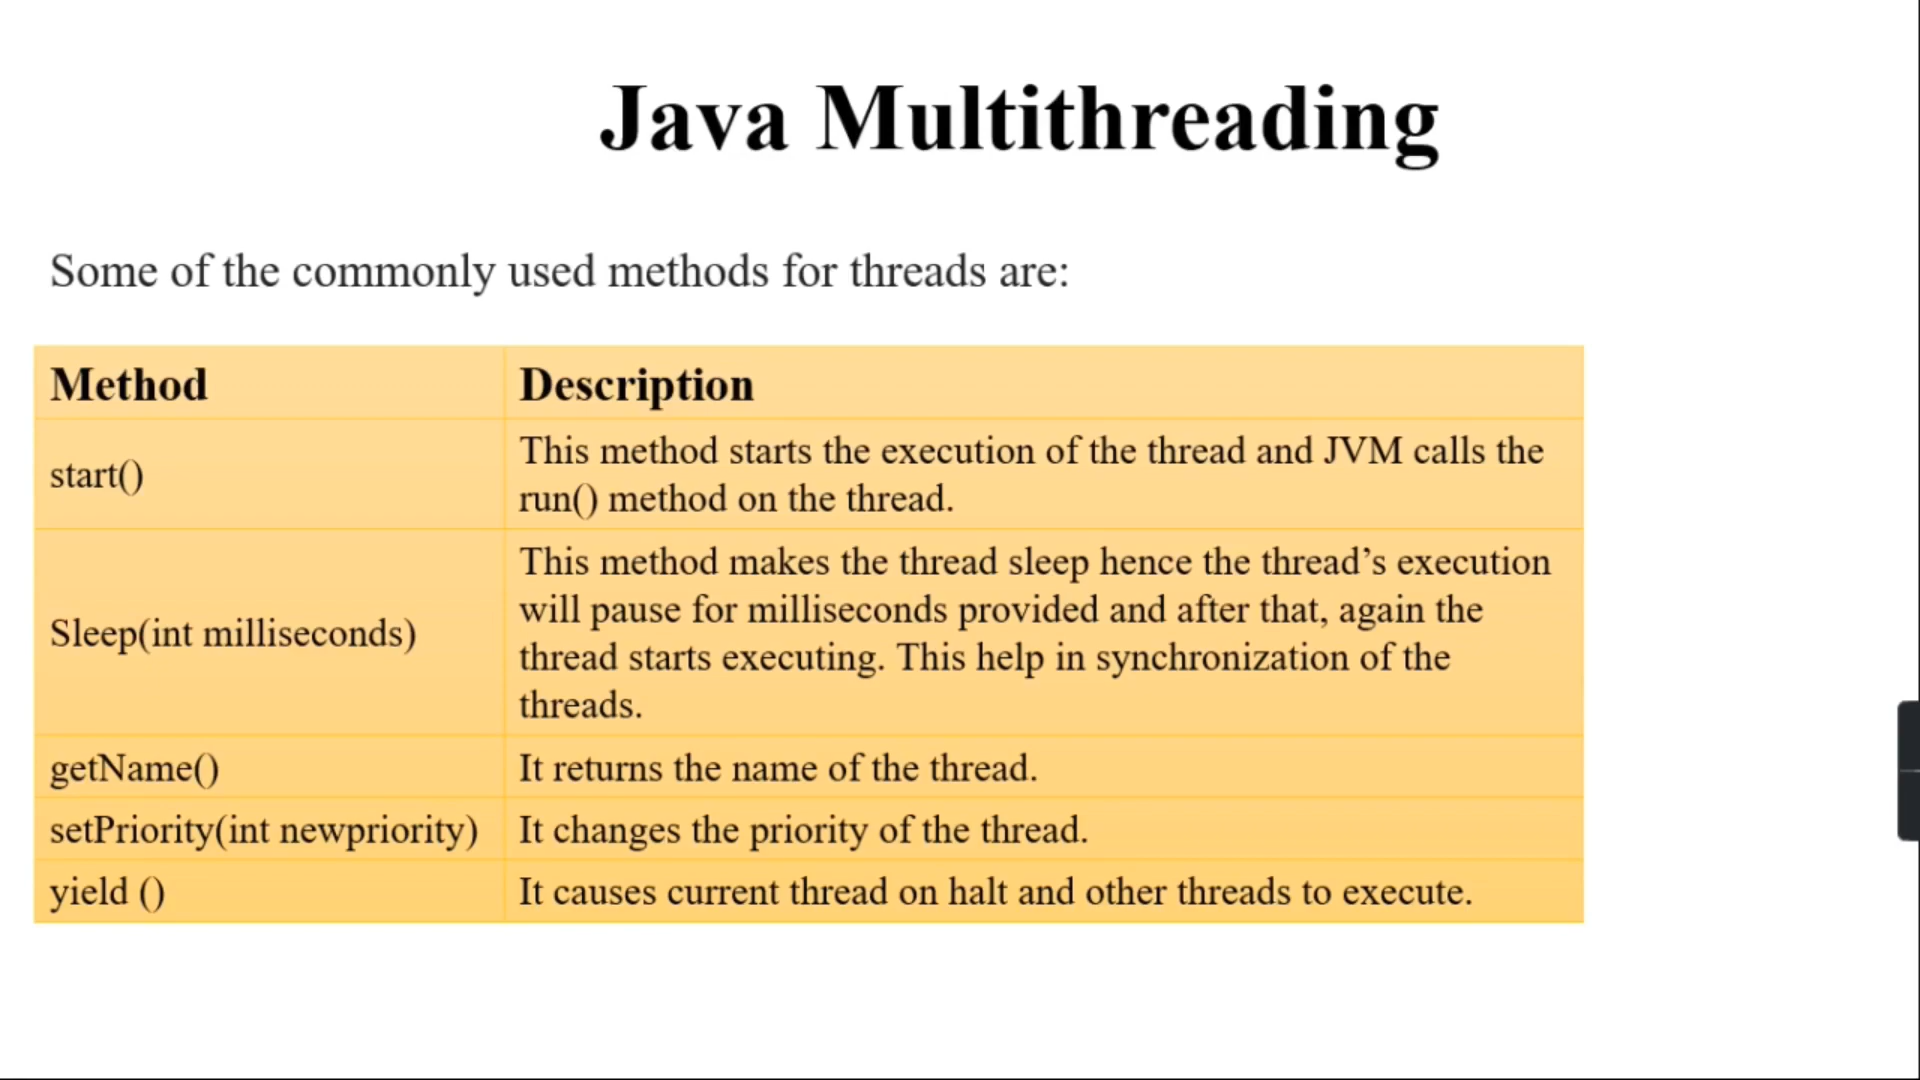 Java Multithreading
Some of the commonly used methods for threads are:
Method Description
start() This method starts the execution of the thread and JVM calls the
run() method on the thread.
Sleep(int milliseconds) This method makes the thread sleep hence the thread’s execution
will pause for milliseconds provided and after that, again the
thread starts executing. This help in synchronization of the
threads.
getName() It returns the name of the thread.
setPriority(int newpriority) It changes the priority of the thread.
yield () It causes current thread on halt and other threads to execute.